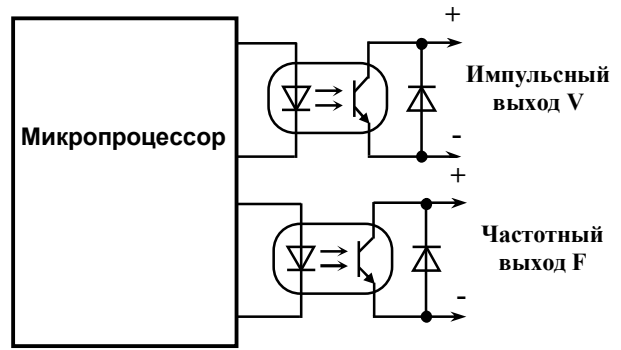 +
Импульсный
выход V
Микропроцессор
-
+
Частотный
выход F
-